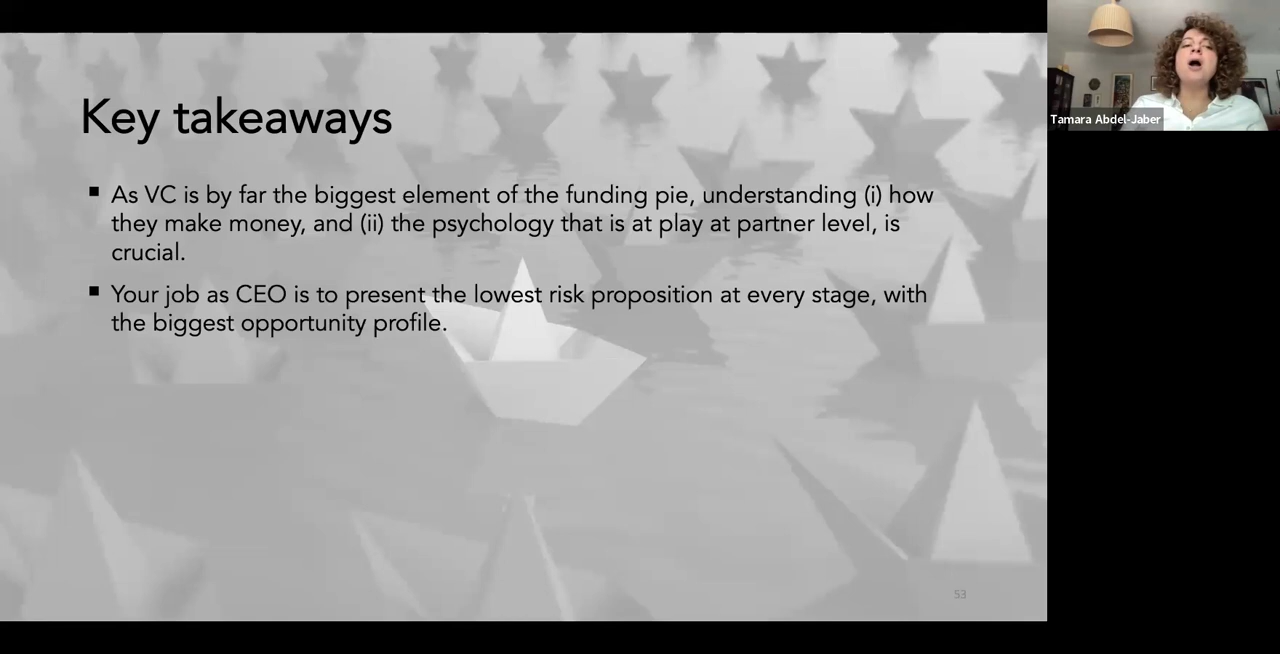 Key takeaways
▪ As VC is by far the biggest element of the funding pie, understanding (i) how
they make money, and (ii) the psychology that is at play at partner level, is
crucial.
▪ Your job as CEO is to present the lowest risk proposition at every stage, with
the biggest opportunity profile.
53
Tamara Abdel-Jaber